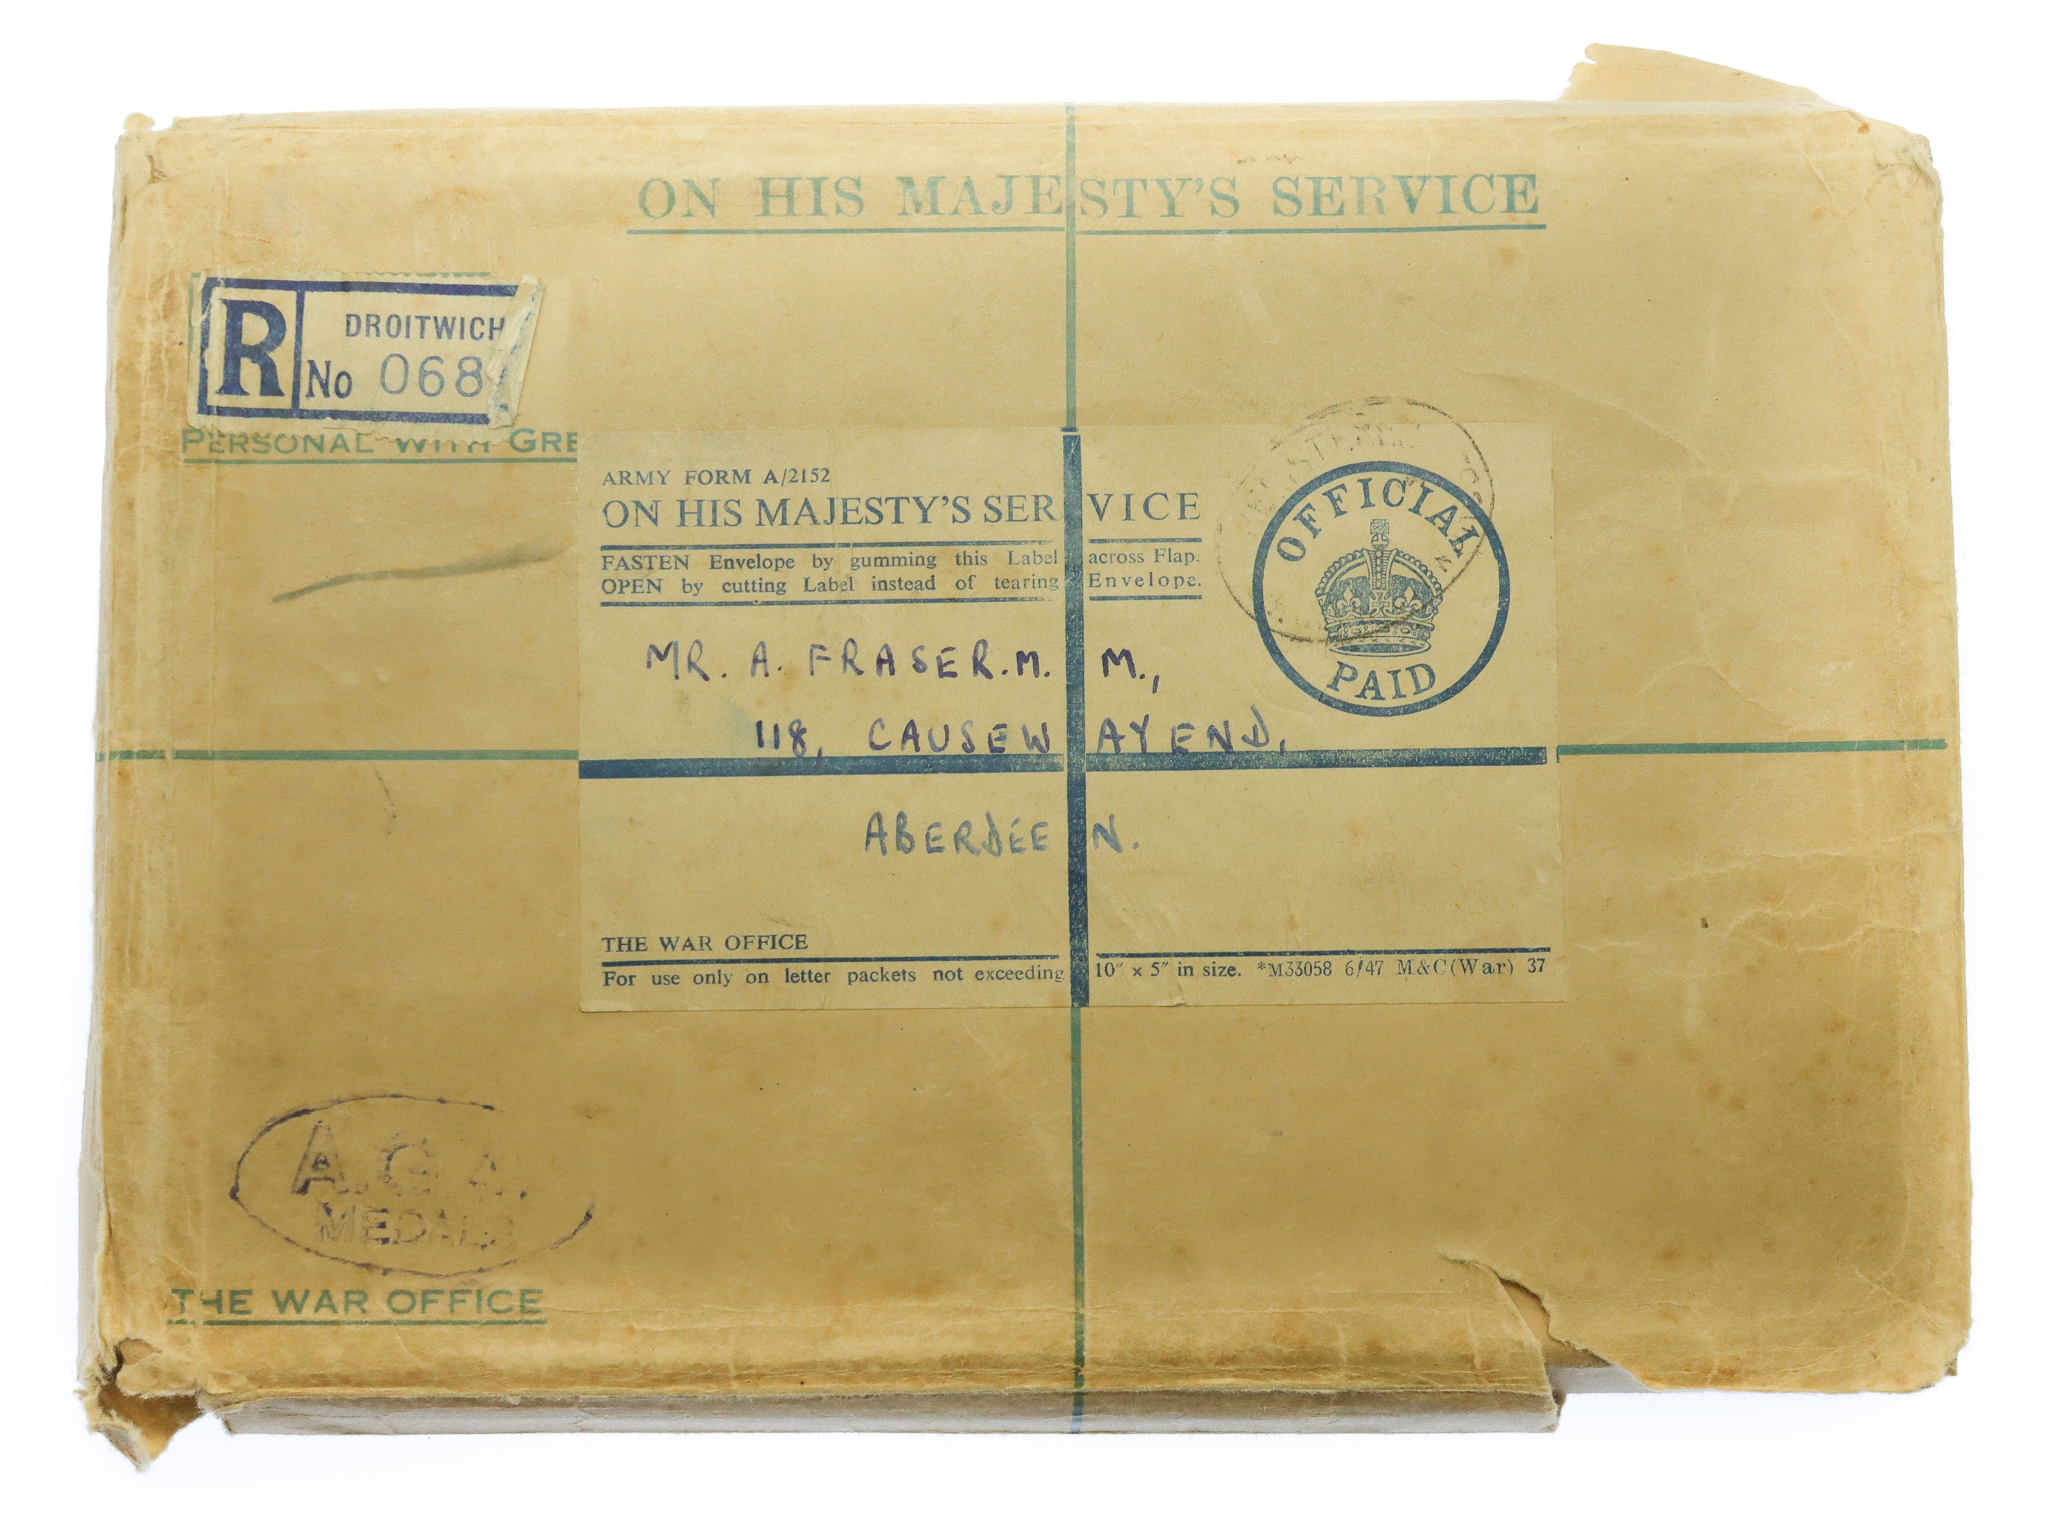 ON HIS MAJESTY'S SERVICE
R
DROITWICH
No 068
PERSONAL WITH GRE
ARMY FORM A/2152
ON HIS MAJESTY'S SERVICE
FASTEN Envelope by gumming this Label across Flap.
OPEN by cutting Label instead of tearing Envelope.
OFFICIAL
PAID
MR. A. FRASER. M. M.,
118, CAUSEWAYEND,
ABERDEEN.
THE WAR OFFICE
For use only on letter packets not exceeding 10″ x 5″ in size. *M33058 6/47 M&C(War) 37
A.G.4.
MEDALS
THE WAR OFFICE